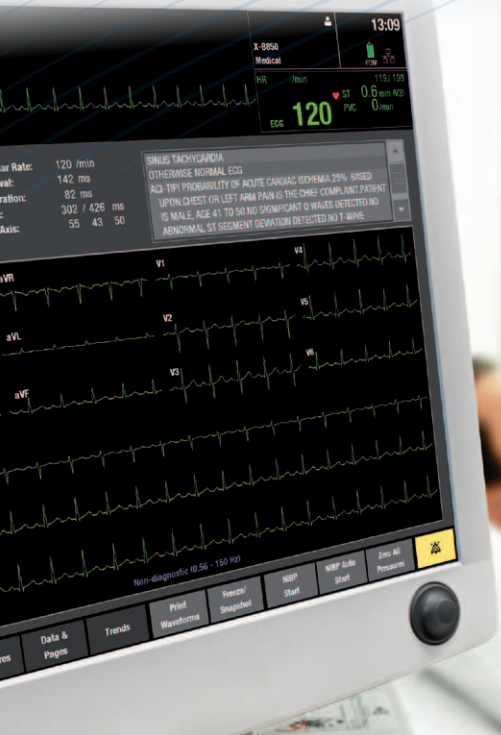 13:09
X-B850
Medical
PDM
HR /min 119/ 199
ST 0.6 mm (V3)
ECG 120 PVC 0 /min
ar Rate: 120 /min
val: 142 ms
ration: 82 ms
: 302 / 426 ms
Axis: 55 43 50
SINUS TACHYCARDIA
OTHERWISE NORMAL ECG
ACI-TIPI PROBABILITY OF ACUTE CARDIAC ISCHEMIA 25% BASED
UPON CHEST OR LEFT ARM PAIN IS THE CHIEF COMPLAINT.PATIENT
IS MALE, AGE 41 TO 50.NO SIGNIFICANT Q WAVES DETECTED.NO
ABNORMAL ST SEGMENT DEVIATION DETECTED.NO T-WAVE
aVR V1 V4
aVL V2 V5
aVF V3 V6
Non-diagnostic (0.56 - 150 Hz)
res
Data &
Pages
Trends
Print
Waveforms
Freeze/
Snapshot
NIBP
Start
NIBP Auto
Start
Zero All
Pressures